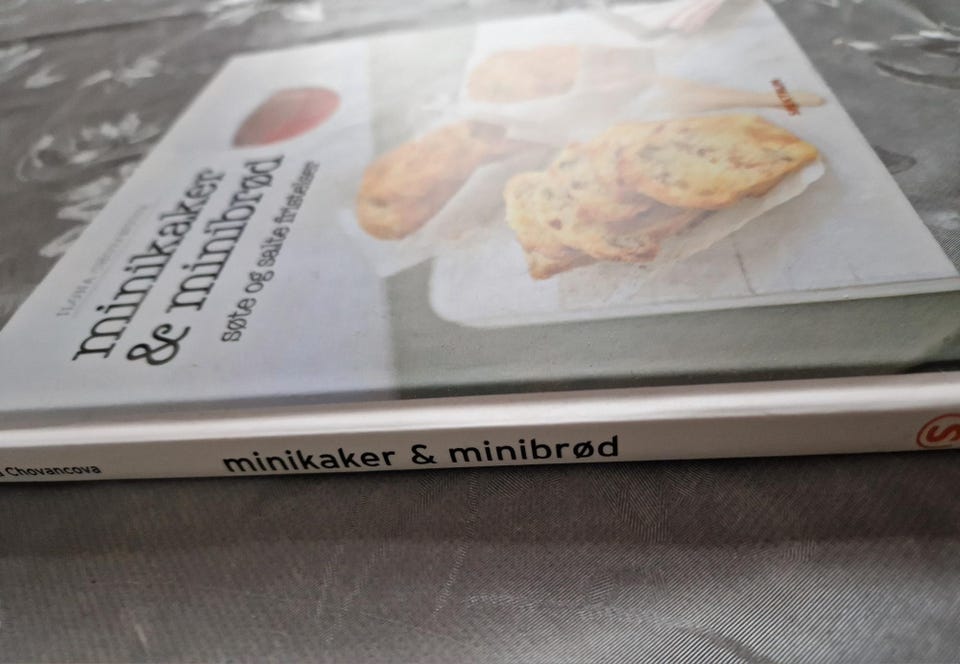 ILONA CHOVANCOVA
minikaker
& minibrød
søte og salte fristelser
Chovancova
minikaker & minibrød
S